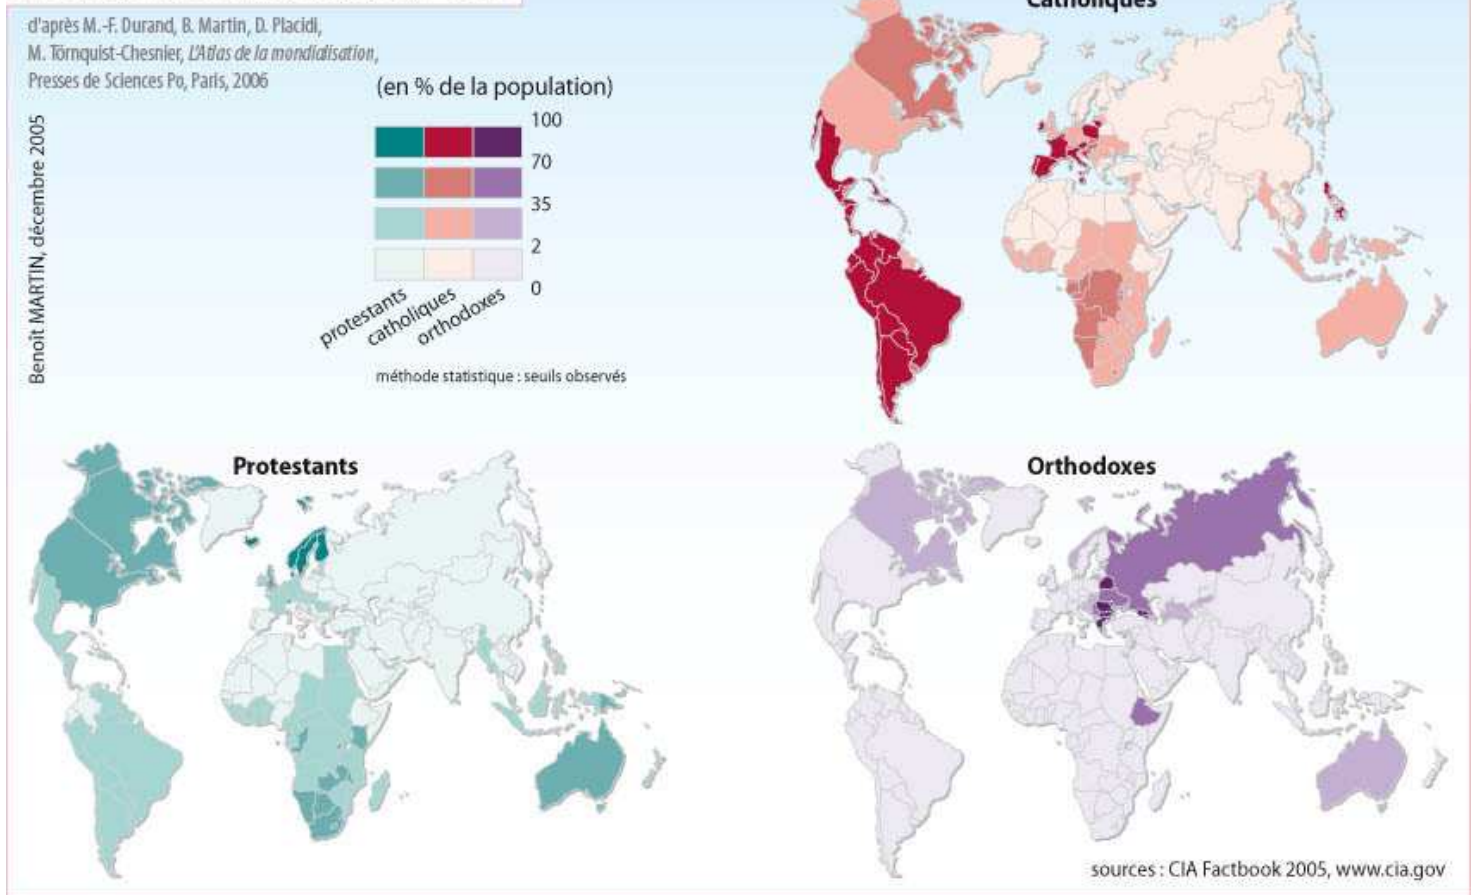 d'après M.-F. Durand, B. Martin, D. Placidi,
M. Törnquist-Chesnier, L'Atlas de la mondialisation,
Presses de Sciences Po, Paris, 2006
Benoît MARTIN, décembre 2005
(en % de la population)
100
70
35
2
0
protestants
catholiques
orthodoxes
méthode statistique : seuils observés
Catholiques
Protestants
Orthodoxes
sources : CIA Factbook 2005, www.cia.gov